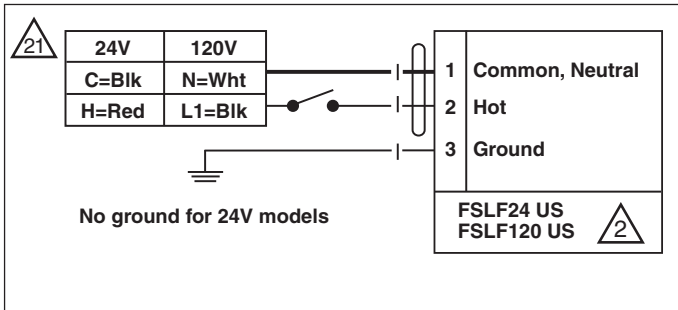 21
24V 120V
C=Blk N=Wht
H=Red L1=Blk
1 Common, Neutral
2 Hot
3 Ground
No ground for 24V models
FSLF24 US
FSLF120 US
2